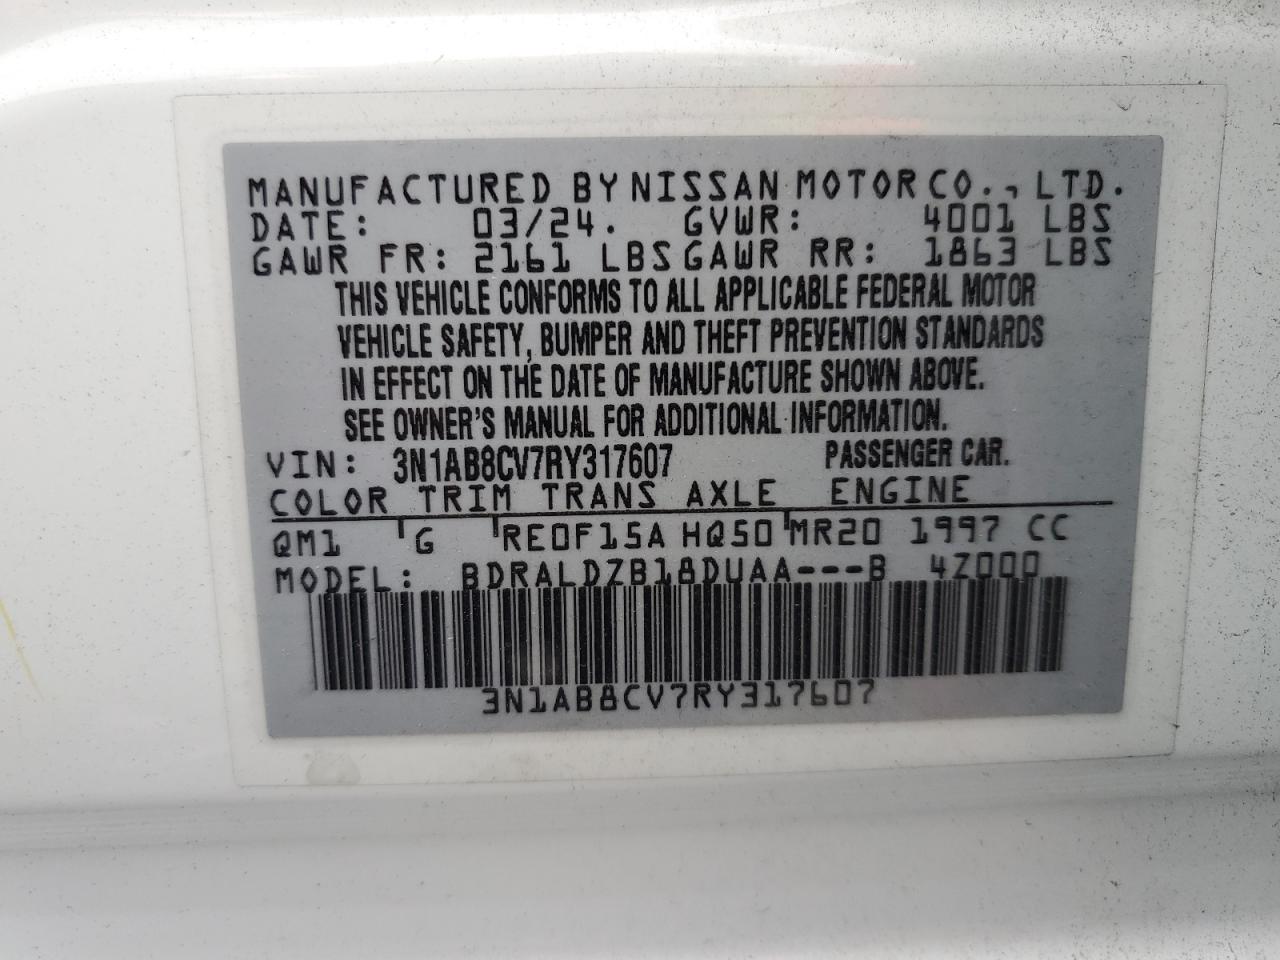 MANUFACTURED BY NISSAN MOTOR CO., LTD.
DATE: 03/24. GVWR: 4001 LBS
GAWR FR: 2161 LBS GAWR RR: 1863 LBS
THIS VEHICLE CONFORMS TO ALL APPLICABLE FEDERAL MOTOR
VEHICLE SAFETY, BUMPER AND THEFT PREVENTION STANDARDS
IN EFFECT ON THE DATE OF MANUFACTURE SHOWN ABOVE.
SEE OWNER'S MANUAL FOR ADDITIONAL INFORMATION.
VIN: 3N1AB8CV7RY317607 PASSENGER CAR.
COLOR TRIM TRANS AXLE ENGINE
QM1 G RE0F15A HQ50 MR20 1997 CC
MODEL: BDRALDZB18DUAA---B 4Z000
3N1AB8CV7RY317607